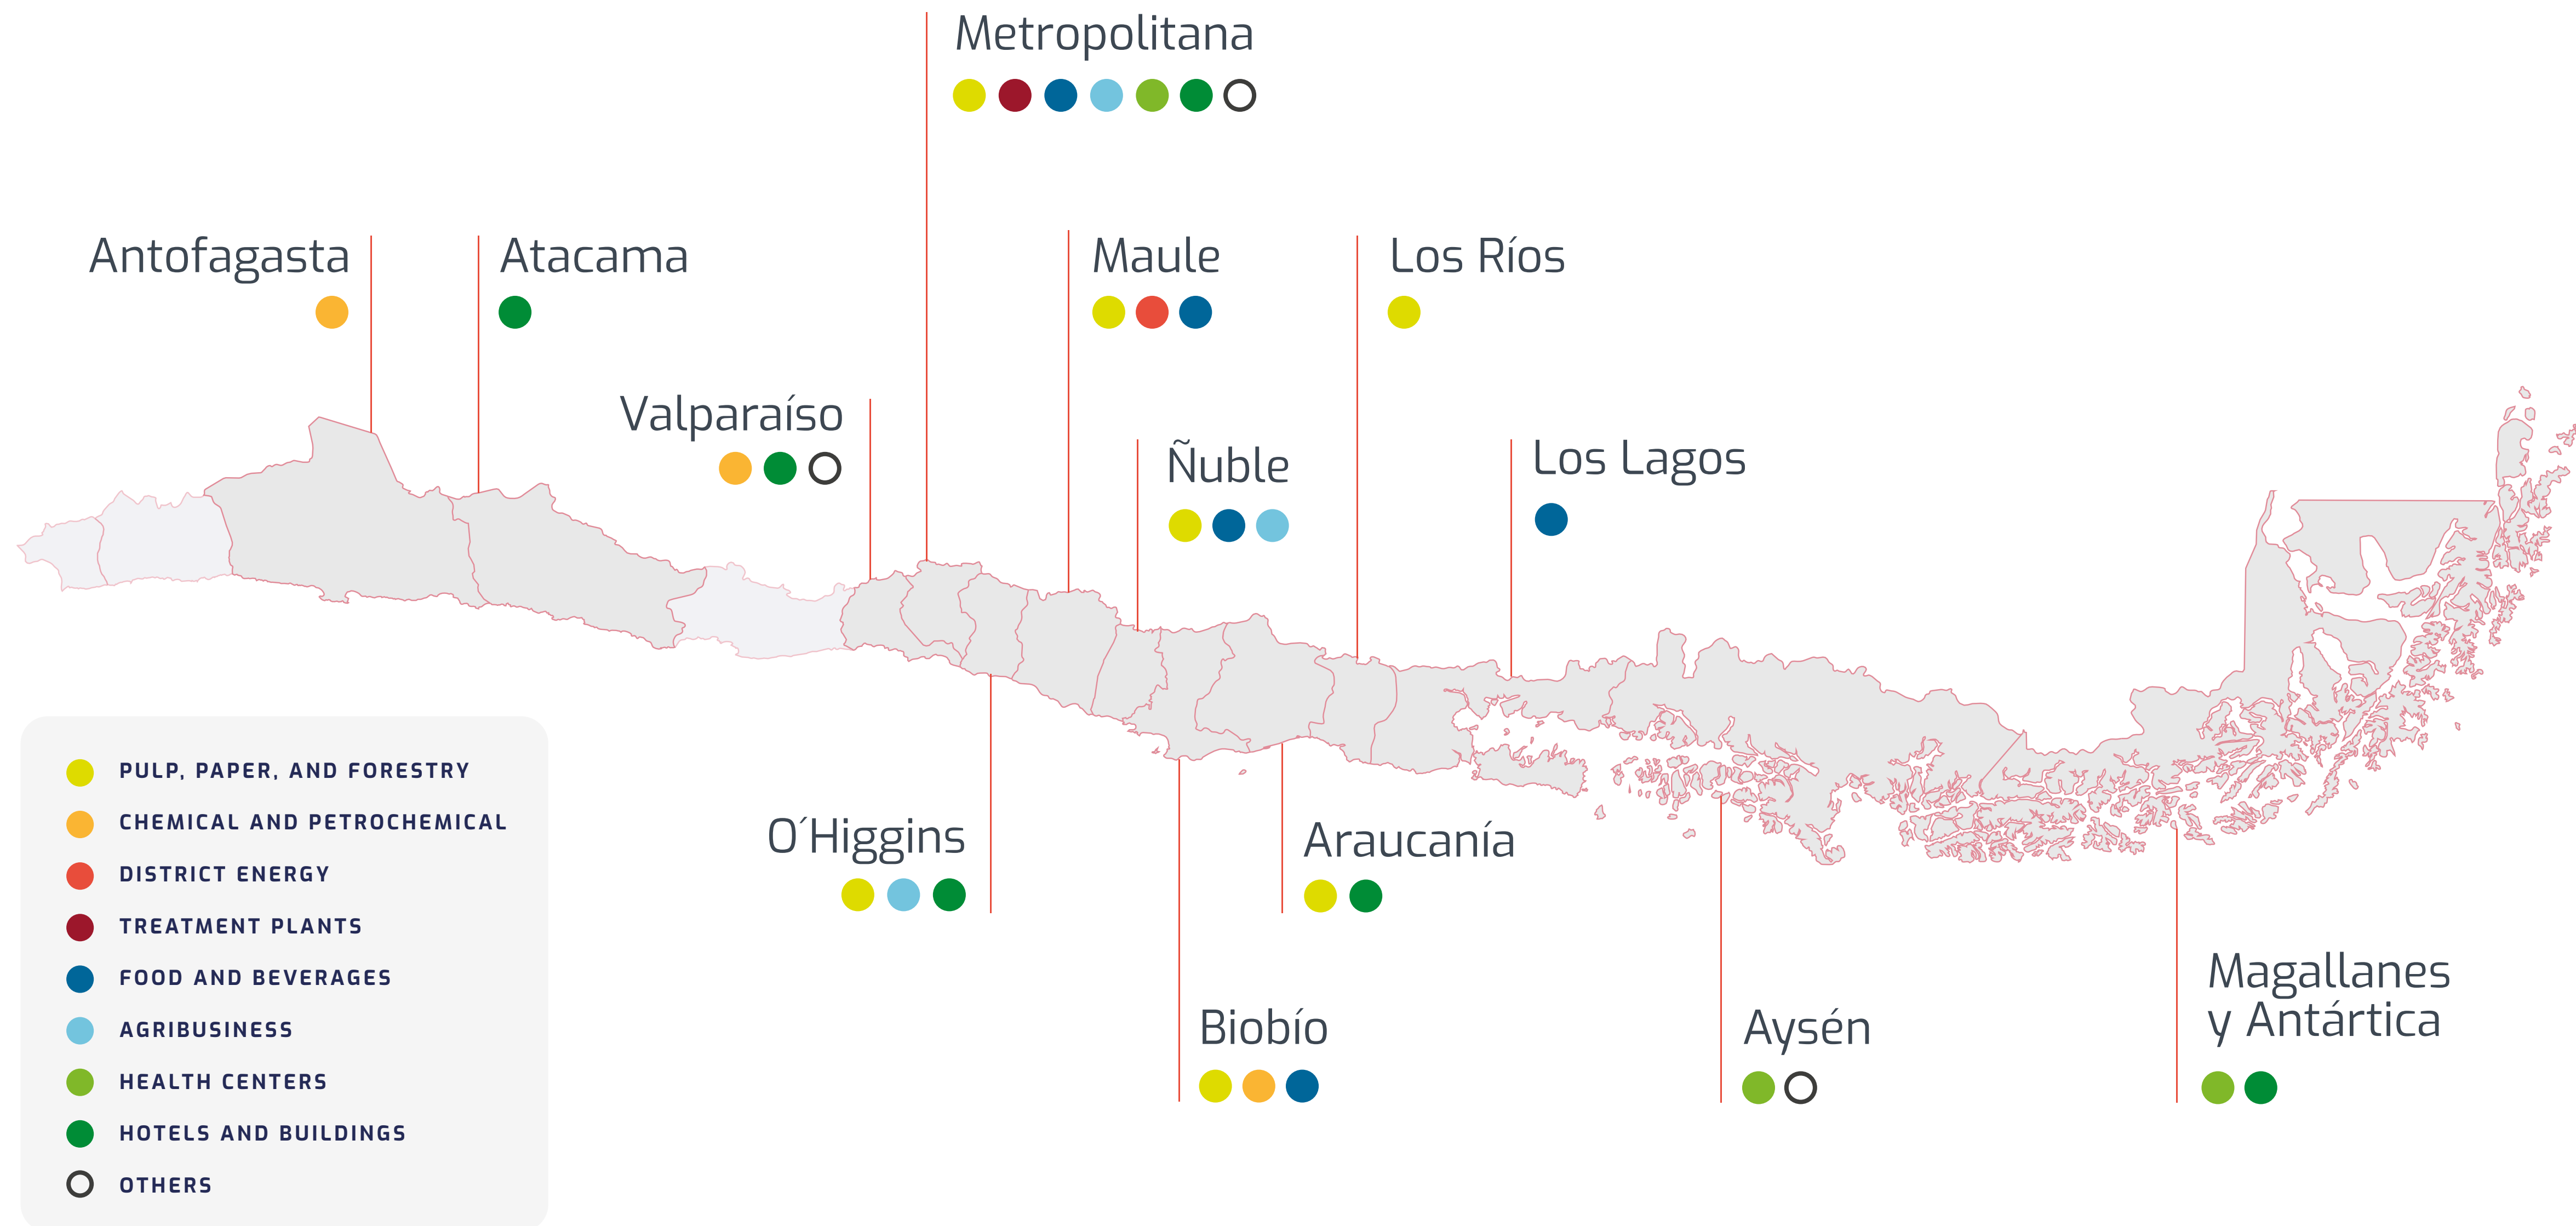 Metropolitana
Antofagasta
Atacama
Maule
Los Ríos
Valparaíso
Ñuble
Los Lagos
O´Higgins
Araucanía
Biobío
Aysén
Magallanes
y Antártica
PULP, PAPER, AND FORESTRY
CHEMICAL AND PETROCHEMICAL
DISTRICT ENERGY
TREATMENT PLANTS
FOOD AND BEVERAGES
AGRIBUSINESS
HEALTH CENTERS
HOTELS AND BUILDINGS
OTHERS